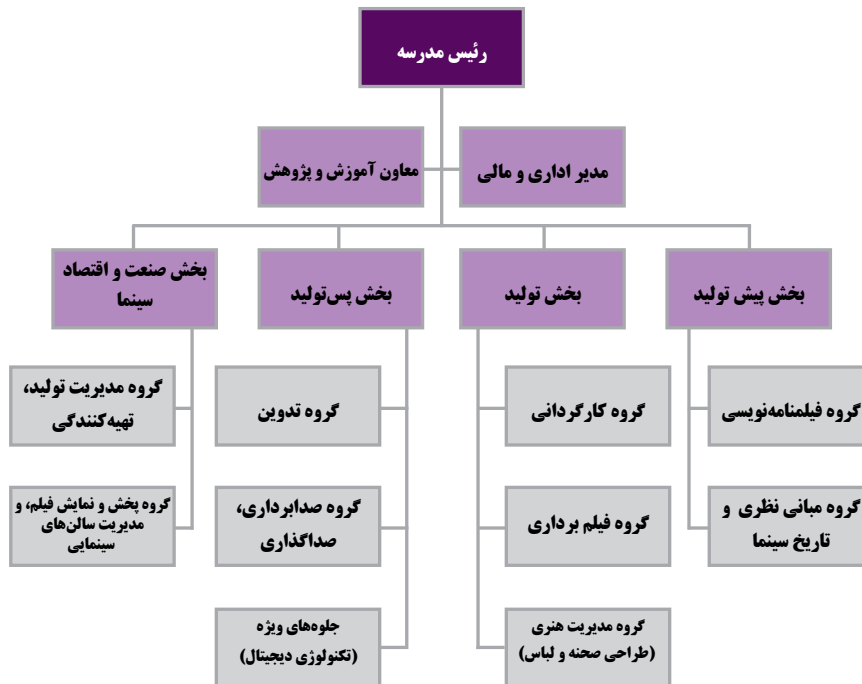 رئیس مدرسه
مدیر اداری و مالی
معاون آموزش و پژوهش
بخش پیش تولید
بخش تولید
بخش پس‌تولید
بخش صنعت و اقتصاد
سینما
گروه فیلمنامه‌نویسی
گروه کارگردانی
گروه تدوین
گروه مدیریت تولید،
تهیه‌کنندگی
گروه مبانی نظری و
تاریخ سینما
گروه فیلم برداری
گروه صدابرداری،
صداگذاری
گروه پخش و نمایش فیلم، و
مدیریت سالن‌های
سینمایی
گروه مدیریت هنری
(طراحی صحنه و لباس)
جلوه‌های ویژه
(تکنولوژی دیجیتال)